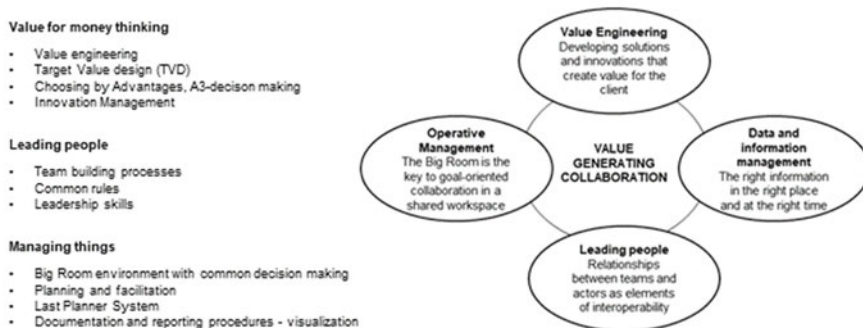 Value for money thinking
▪ Value engineering
▪ Target Value design (TVD)
▪ Choosing by Advantages, A3-decison making
▪ Innovation Management
Leading people
▪ Team building processes
▪ Common rules
▪ Leadership skills
Managing things
▪ Big Room environment with common decision making
▪ Planning and facilitation
▪ Last Planner System
▪ Documentation and reporting procedures - visualization
Value Engineering
Developing solutions
and innovations that
create value for the
client
Operative
Management
The Big Room is the
key to goal-oriented
collaboration in a
shared workspace
VALUE
GENERATING
COLLABORATION
Data and
information
management
The right information
in the right place
and at the right time
Leading people
Relationships
between teams and
actors as elements
of interoperability